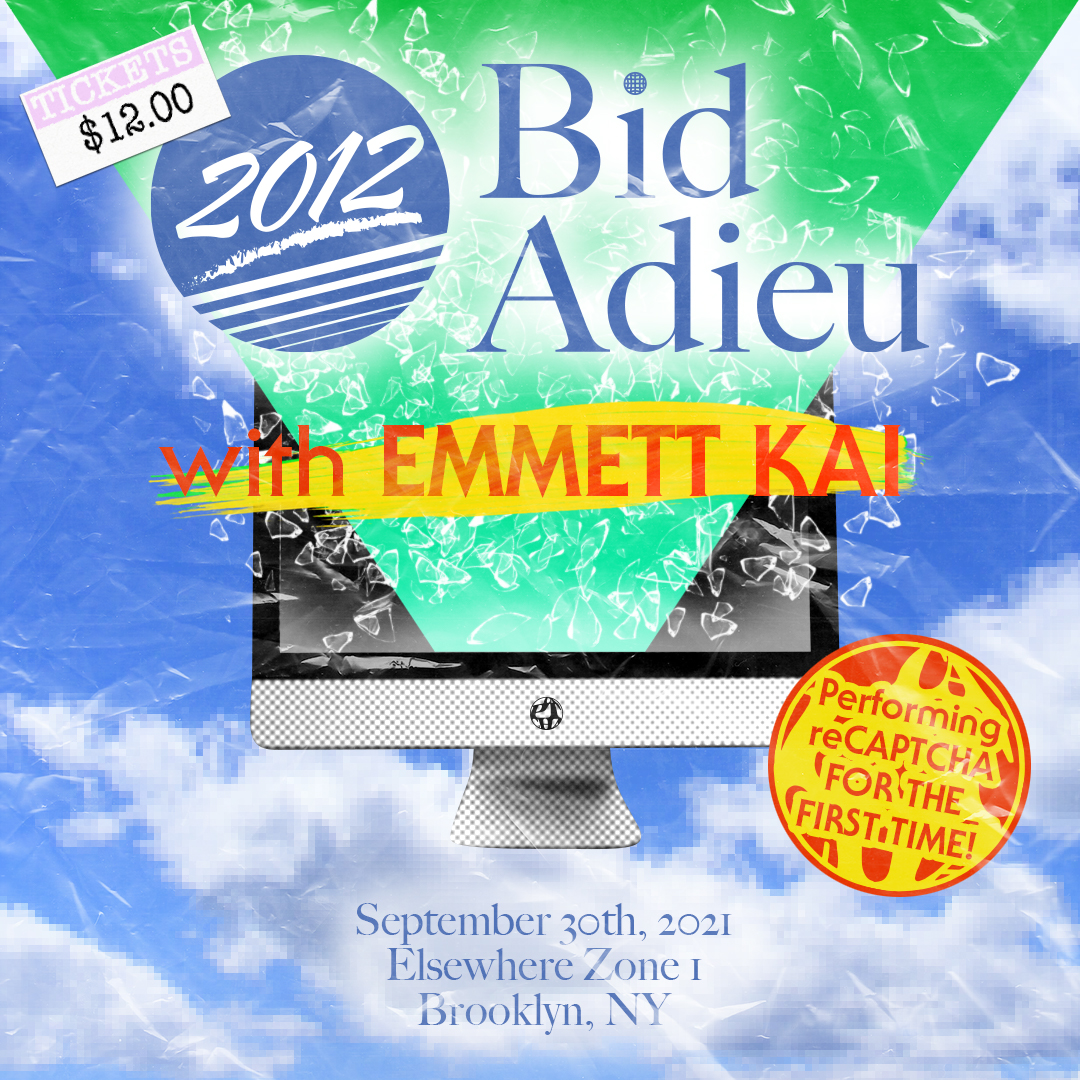 TICKETS
$12.00
2012
Bid
Adieu
with EMMETT KAI
Performing
réCAPTCHA
FOR THE
FIRST TIME!
September 30th, 2021
Elsewhere Zone 1
Brooklyn, NY